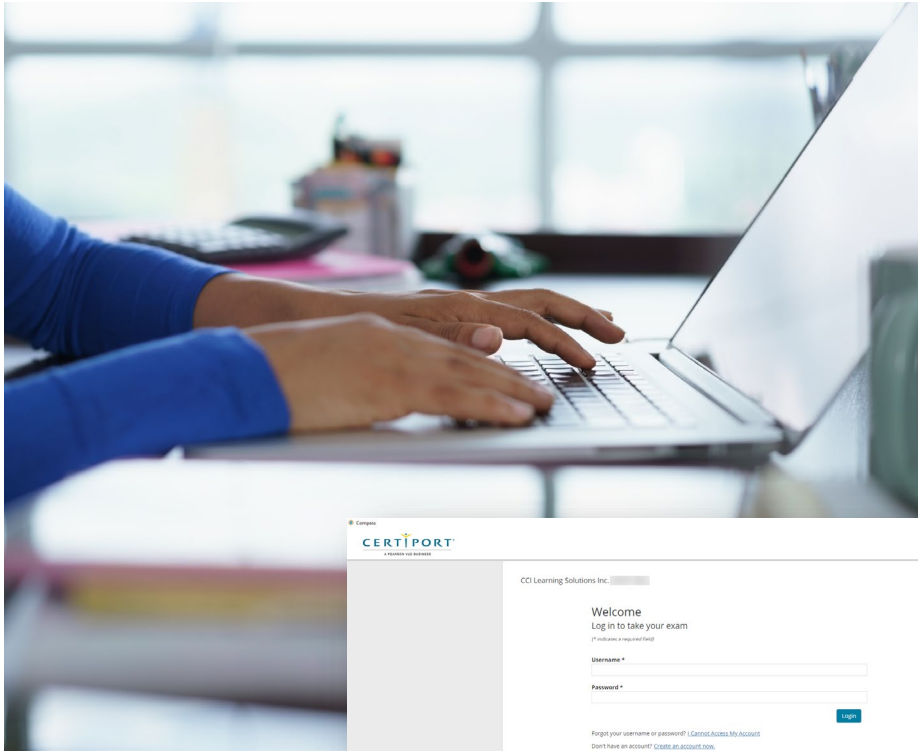 Compass
CERTIPORT
A PEARSON VUE BUSINESS
CCI Learning Solutions Inc.
Welcome
Log in to take your exam
(* indicates a required field)
Username *
Password *
Login
Forgot your username or password? I Cannot Access My Account
Don't have an account? Create an account now.